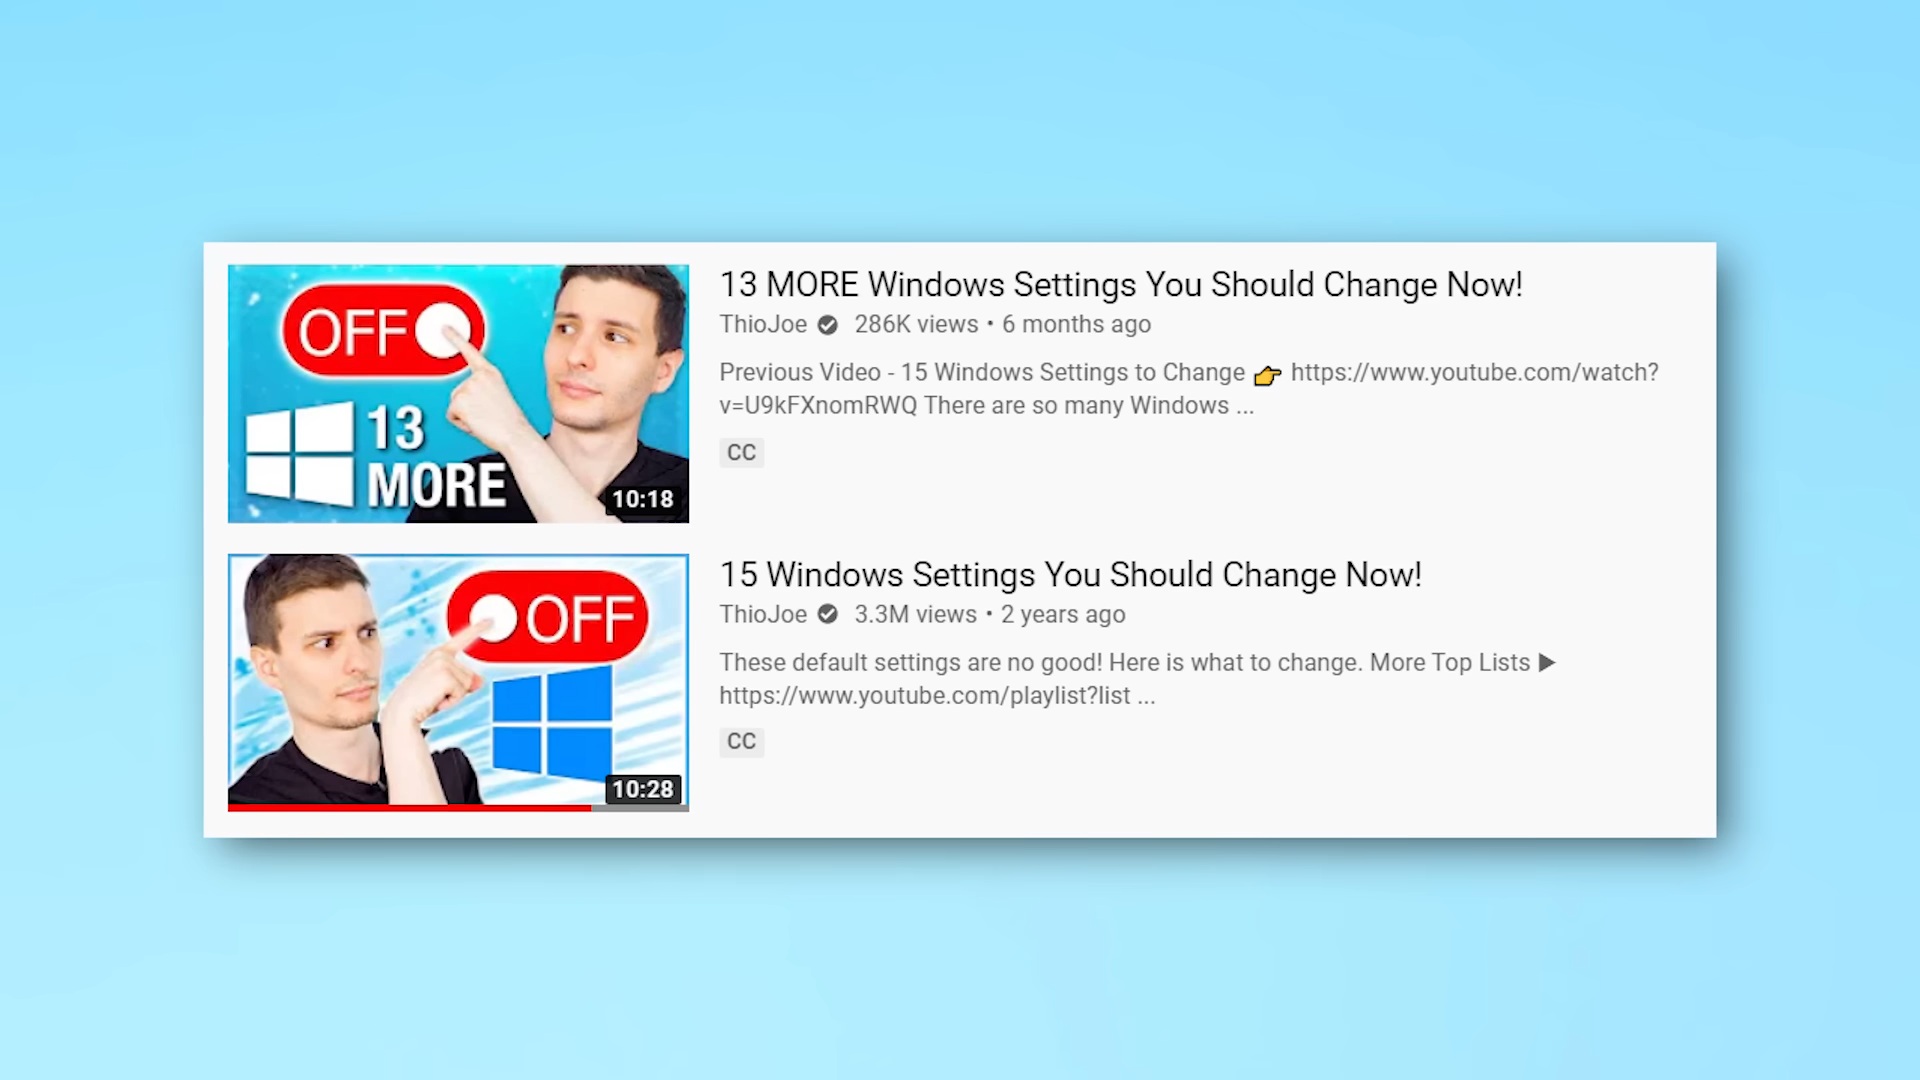 OFF
13
MORE
10:18
13 MORE Windows Settings You Should Change Now!
ThioJoe 286K views • 6 months ago
Previous Video - 15 Windows Settings to Change 👉 https://www.youtube.com/watch?
v=U9kFXnomRWQ There are so many Windows ...
CC
OFF
10:28
15 Windows Settings You Should Change Now!
ThioJoe 3.3M views • 2 years ago
These default settings are no good! Here is what to change. More Top Lists ▶
https://www.youtube.com/playlist?list ...
CC